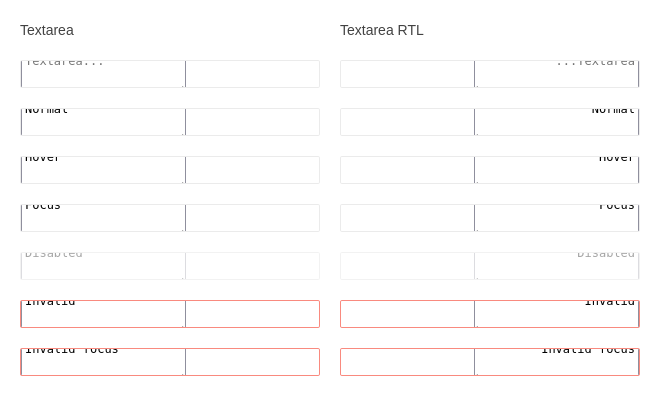 Textarea
Textarea RTL
Textarea...
...Textarea
Normal
Normal
Hover
Hover
Focus
Focus
Disabled
Disabled
Invalid
Invalid
Invalid focus
Invalid focus